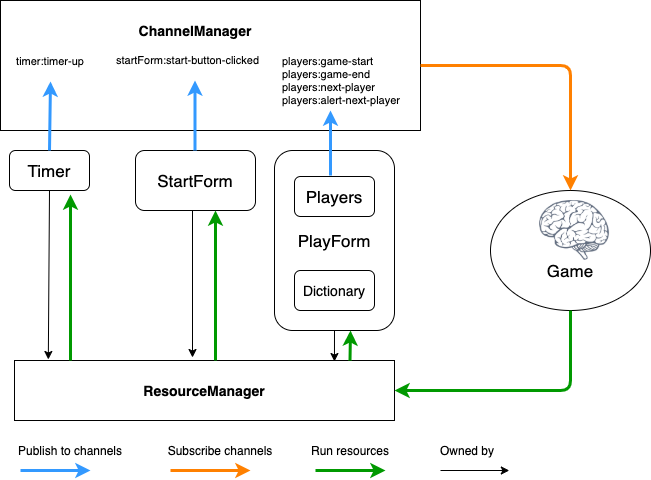 ChannelManager
timer:timer-up
startForm:start-button-clicked
players:game-start
players:game-end
players:next-player
players:alert-next-player
Timer
StartForm
Players
PlayForm
Dictionary
Game
ResourceManager
Publish to channels
Subscribe channels
Run resources
Owned by